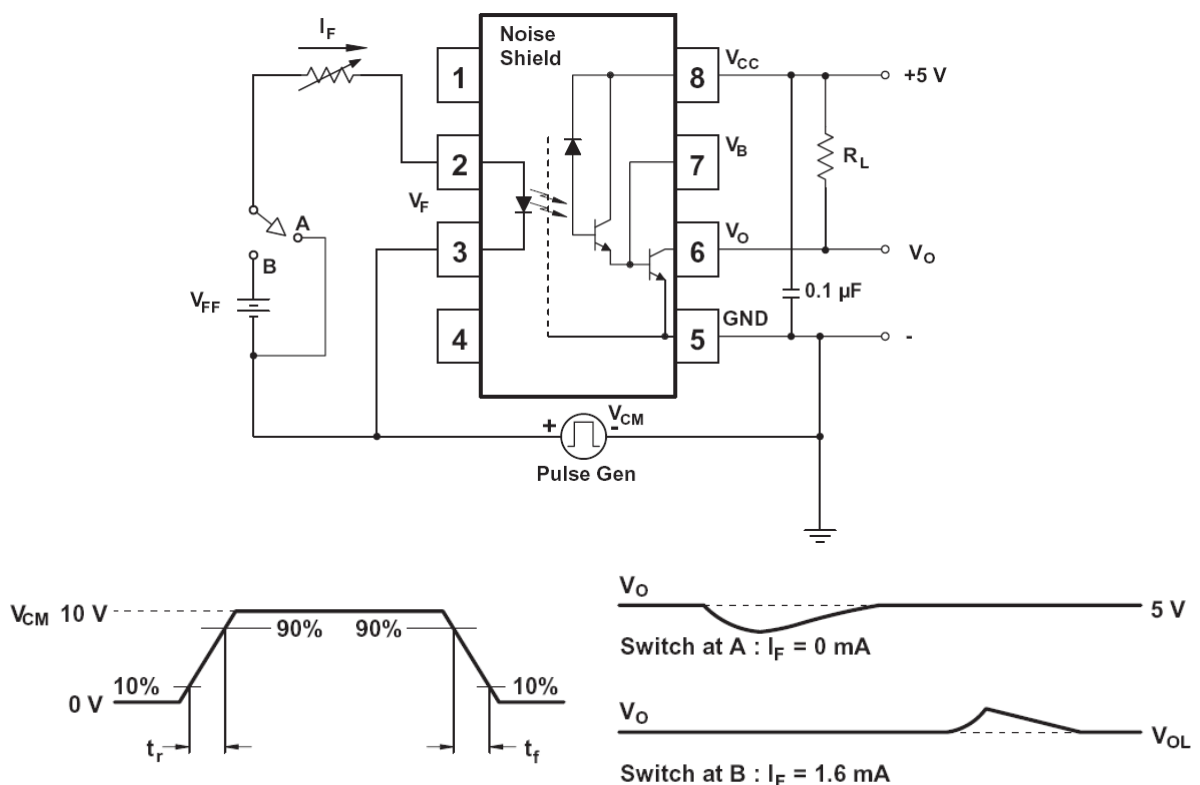 I_F
Noise
Shield
1
8
V_CC
+5 V
2
7
V_B
R_L
V_F
A
3
6
V_O
V_O
B
V_FF
0.1 µF
4
5
GND
-
+
V_CM
-
Pulse Gen
V_CM 10 V
90%
90%
10%
10%
0 V
t_r
t_f
V_O
5 V
Switch at A : I_F = 0 mA
V_O
V_OL
Switch at B : I_F = 1.6 mA